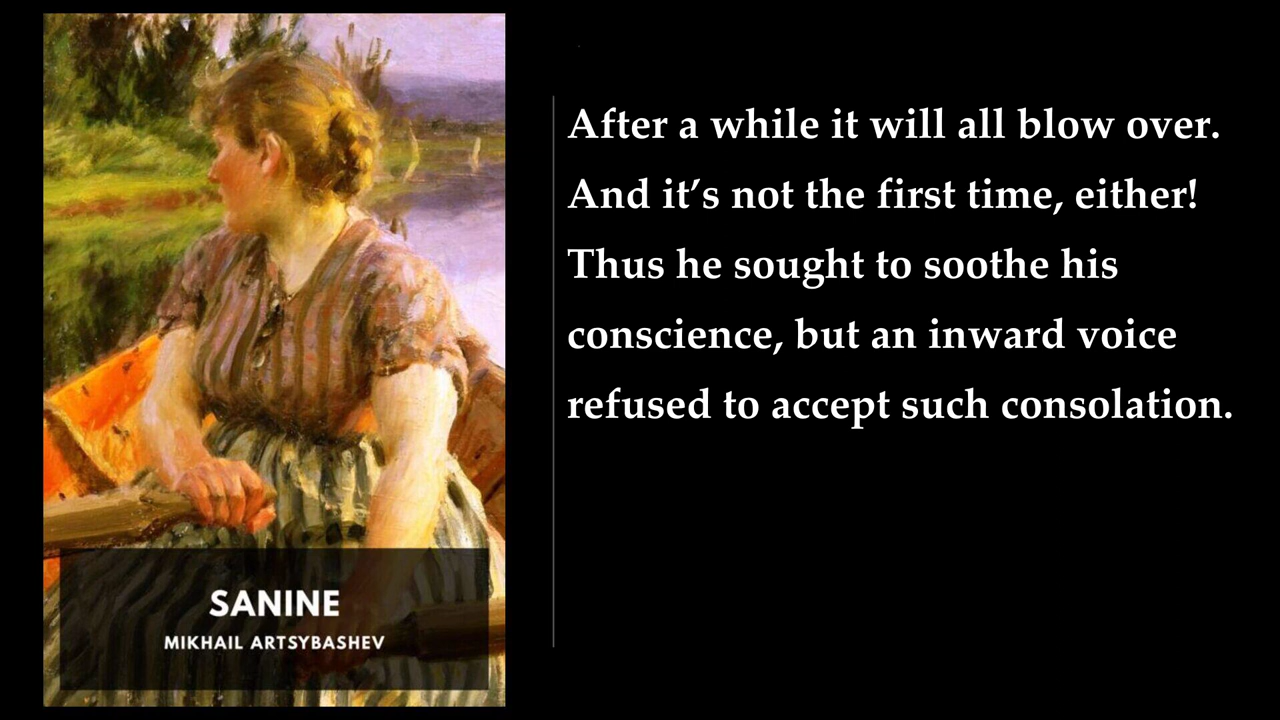 SANINE
MIKHAIL ARTSYBASHEV
After a while it will all blow over.
And it’s not the first time, either!
Thus he sought to soothe his
conscience, but an inward voice
refused to accept such consolation.